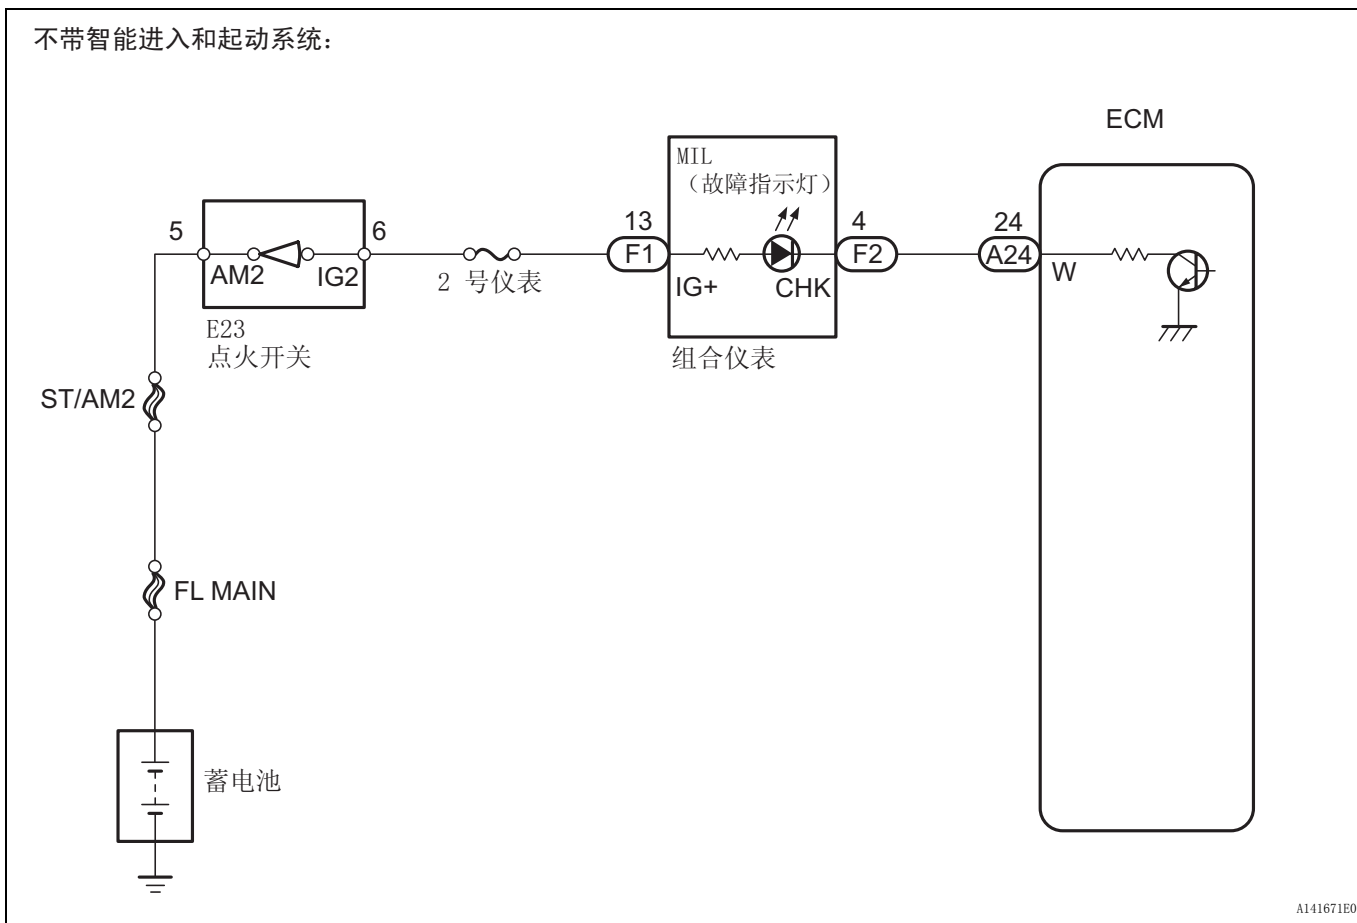 不带智能进入和起动系统:
ECM
MIL
(故障指示灯)
5
6
13
4
24
F1
F2
A24
AM2
IG2
2 号仪表
IG+
CHK
W
E23
点火开关
组合仪表
ST/AM2
FL MAIN
蓄电池
A141671E01